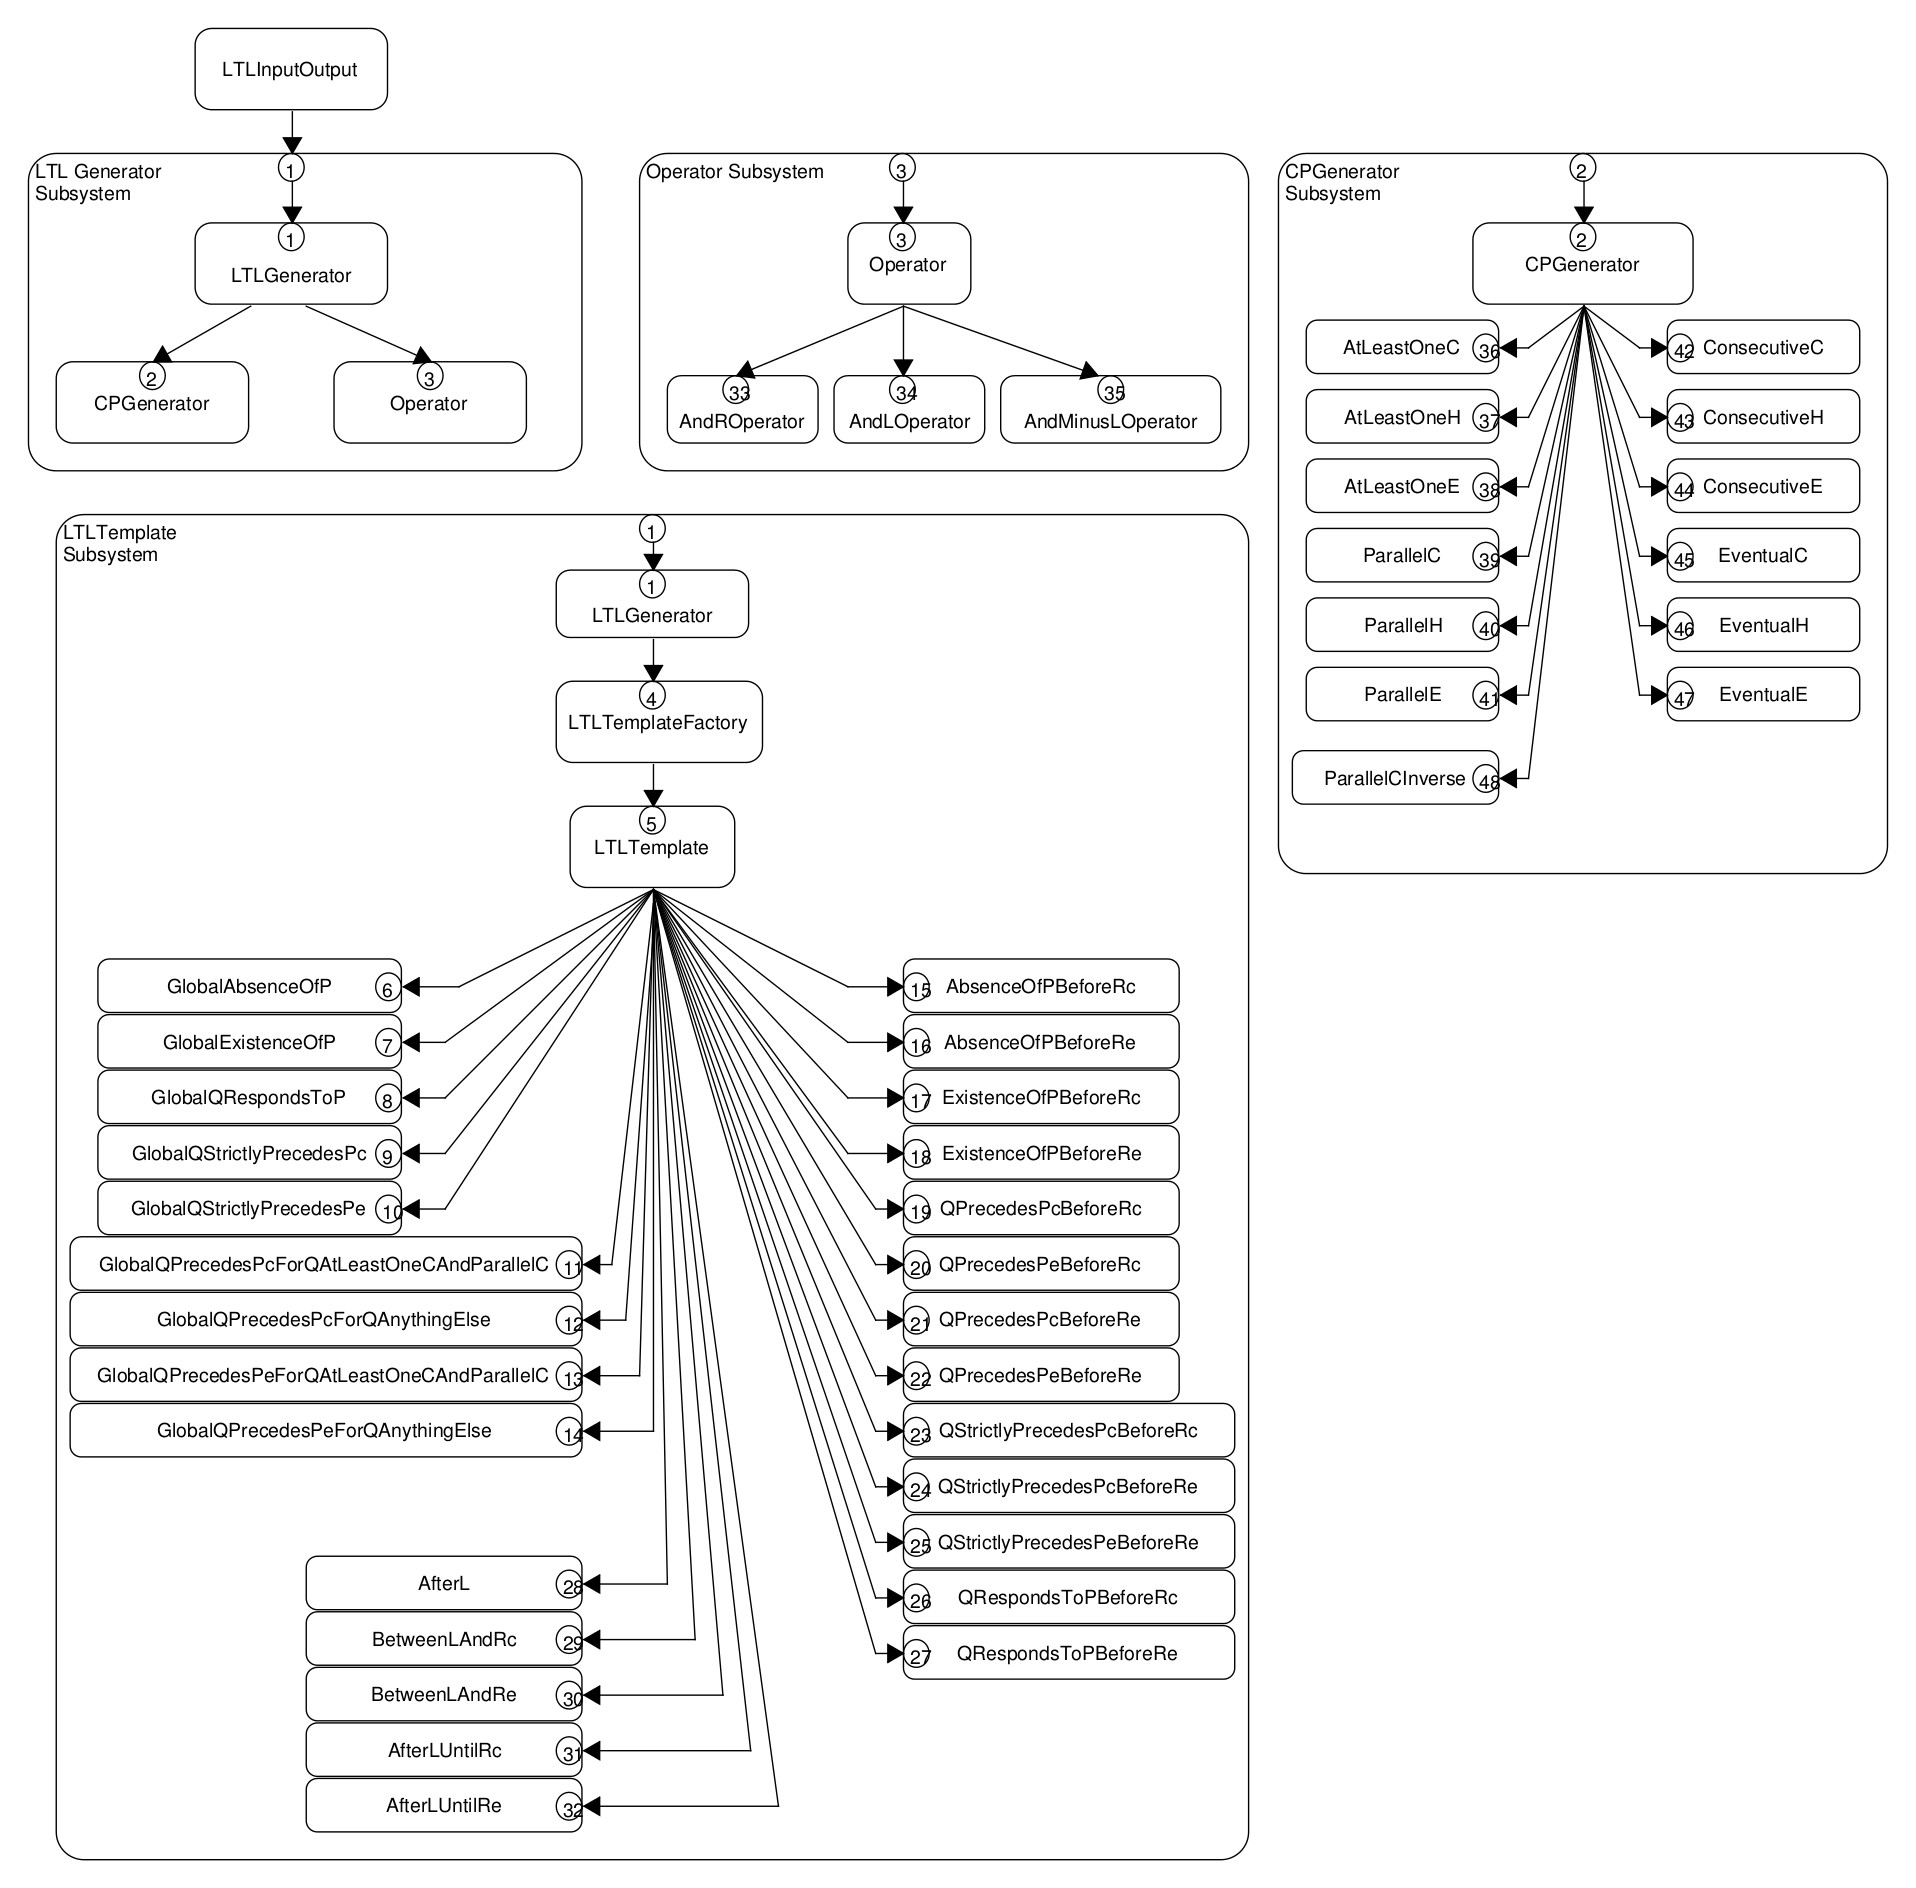 LTLInputOutput
LTL Generator
Subsystem
1
1
LTLGenerator
2
CPGenerator
3
Operator
Operator Subsystem
3
3
Operator
33
AndROperator
34
AndLOperator
35
AndMinusLOperator
CPGenerator
Subsystem
2
2
CPGenerator
AtLeastOneC 36
42 ConsecutiveC
AtLeastOneH 37
43 ConsecutiveH
AtLeastOneE 38
44 ConsecutiveE
ParallelC 39
45 EventualC
ParallelH 40
46 EventualH
ParallelE 41
47 EventualE
ParallelCInverse 48
LTLTemplate
Subsystem
1
1
LTLGenerator
4
LTLTemplateFactory
5
LTLTemplate
GlobalAbsenceOfP 6
GlobalExistenceOfP 7
GlobalQRespondsToP 8
GlobalQStrictlyPrecedesPc 9
GlobalQStrictlyPrecedesPe 10
GlobalQPrecedesPcForQAtLeastOneCAndParallelC 11
GlobalQPrecedesPcForQAnythingElse 12
GlobalQPrecedesPeForQAtLeastOneCAndParallelC 13
GlobalQPrecedesPeForQAnythingElse 14
15 AbsenceOfPBeforeRc
16 AbsenceOfPBeforeRe
17 ExistenceOfPBeforeRc
18 ExistenceOfPBeforeRe
19 QPrecedesPcBeforeRc
20 QPrecedesPeBeforeRc
21 QPrecedesPcBeforeRe
22 QPrecedesPeBeforeRe
23 QStrictlyPrecedesPcBeforeRc
24 QStrictlyPrecedesPcBeforeRe
25 QStrictlyPrecedesPeBeforeRe
26 QRespondsToPBeforeRc
27 QRespondsToPBeforeRe
AfterL 28
BetweenLAndRc 29
BetweenLAndRe 30
AfterLUntilRc 31
AfterLUntilRe 32